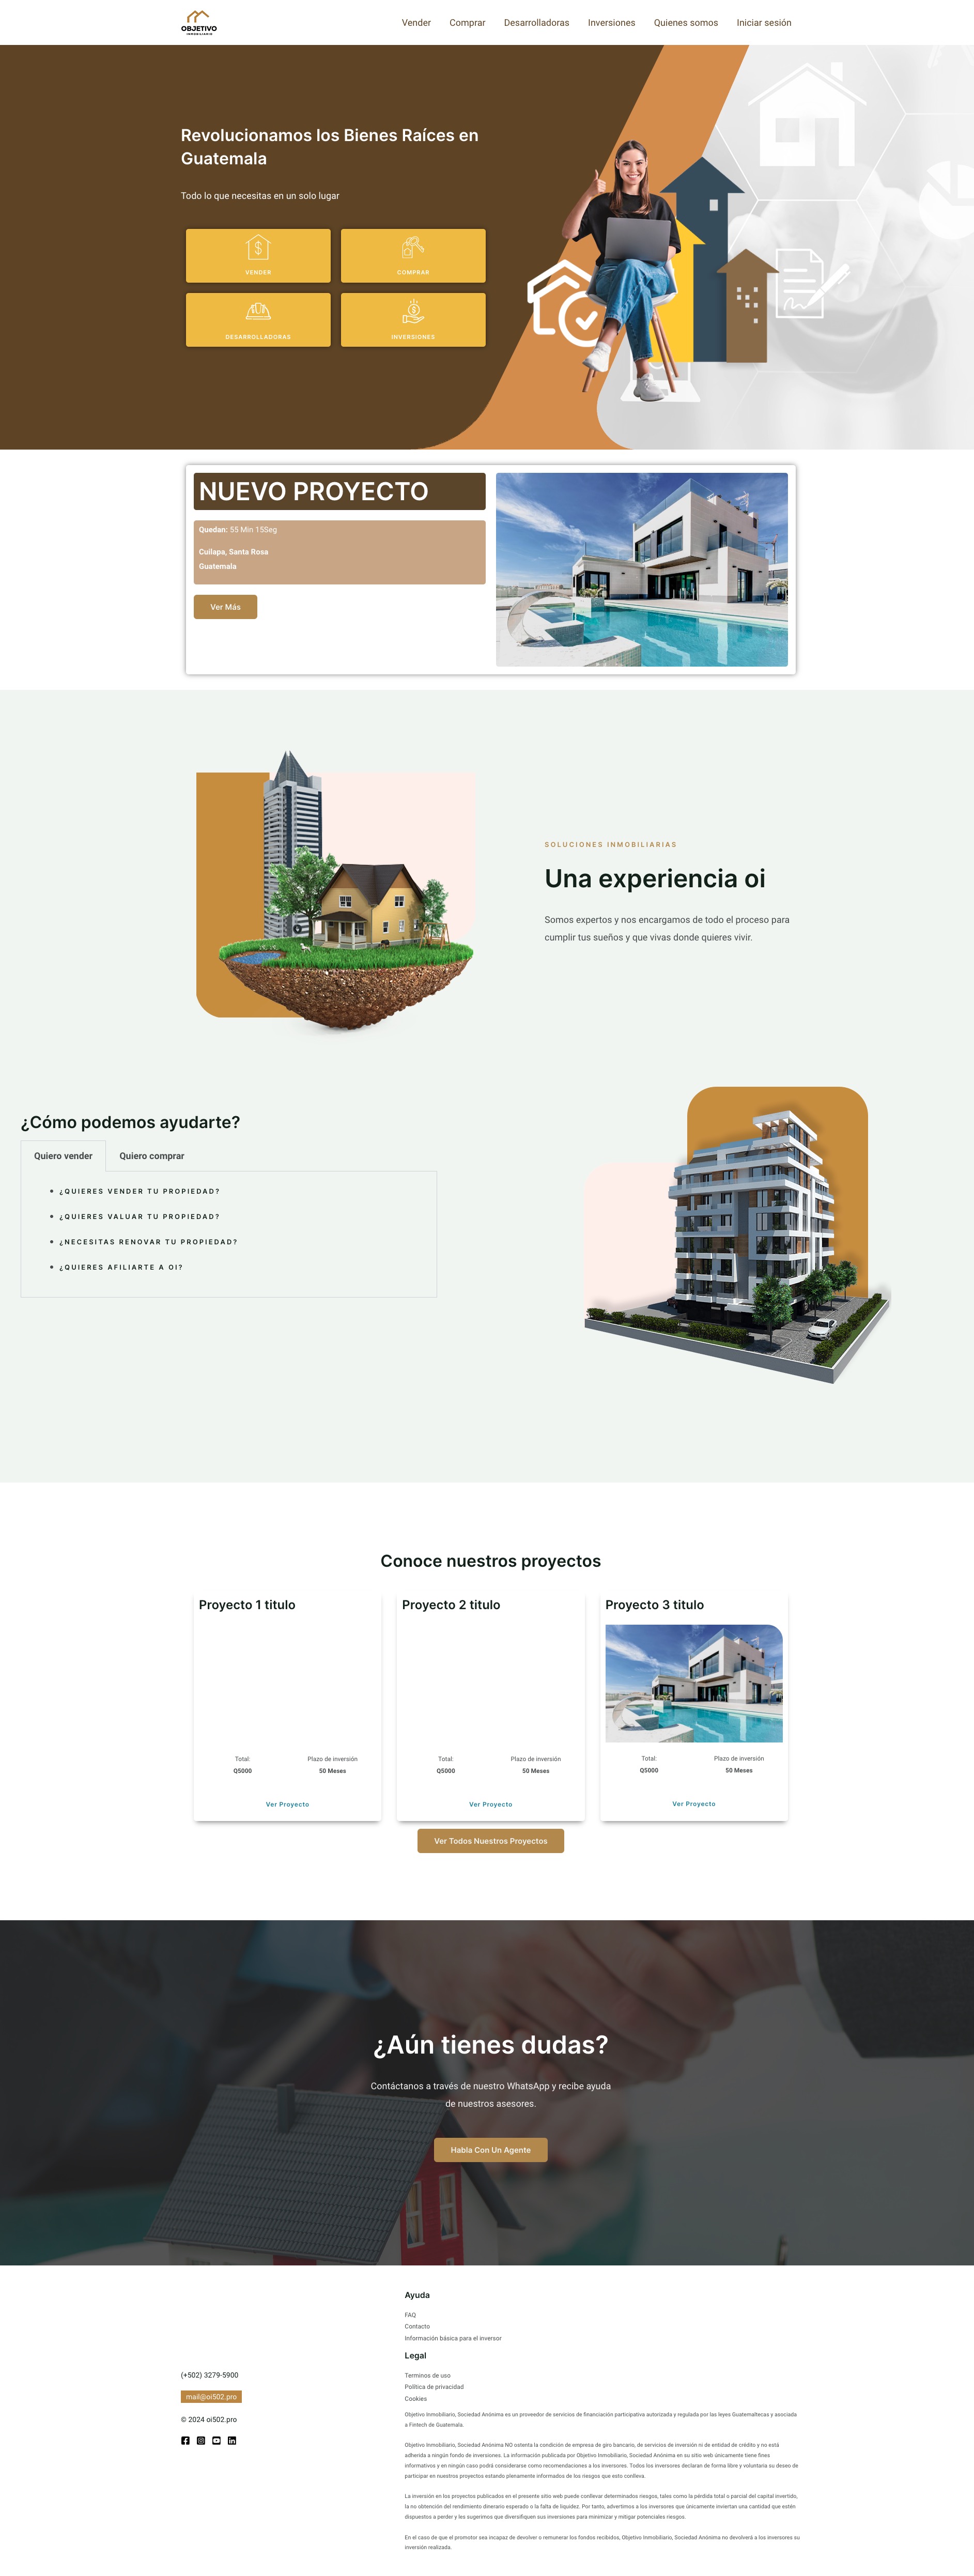 OBJETIVO
INMOBILIARIO
Vender
Comprar
Desarrolladoras
Inversiones
Quienes somos
Iniciar sesión
Revolucionamos los Bienes Raíces en
Guatemala
Todo lo que necesitas en un solo lugar
VENDER
COMPRAR
DESARROLLADORAS
INVERSIONES
NUEVO PROYECTO
Quedan: 55 Min 15Seg
Cuilapa, Santa Rosa
Guatemala
Ver Más
SOLUCIONES INMOBILIARIAS
Una experiencia oi
Somos expertos y nos encargamos de todo el proceso para
cumplir tus sueños y que vivas donde quieres vivir.
¿Cómo podemos ayudarte?
Quiero vender
Quiero comprar
¿QUIERES VENDER TU PROPIEDAD?
¿QUIERES VALUAR TU PROPIEDAD?
¿NECESITAS RENOVAR TU PROPIEDAD?
¿QUIERES AFILIARTE A OI?
Conoce nuestros proyectos
Proyecto 1 titulo
Total:
Q5000
Plazo de inversión
50 Meses
Ver Proyecto
Proyecto 2 titulo
Total:
Q5000
Plazo de inversión
50 Meses
Ver Proyecto
Proyecto 3 titulo
Total:
Q5000
Plazo de inversión
50 Meses
Ver Proyecto
Ver Todos Nuestros Proyectos
¿Aún tienes dudas?
Contáctanos a través de nuestro WhatsApp y recibe ayuda
de nuestros asesores.
Habla Con Un Agente
(+502) 3279-5900
mail@oi502.pro
© 2024 oi502.pro
Ayuda
FAQ
Contacto
Información básica para el inversor
Legal
Terminos de uso
Política de privacidad
Cookies
Objetivo Inmobiliario, Sociedad Anónima es un proveedor de servicios de financiación participativa autorizada y regulada por las leyes Guatemaltecas y asociada
a Fintech de Guatemala.
Objetivo Inmobiliario, Sociedad Anónima NO ostenta la condición de empresa de giro bancario, de servicios de inversión ni de entidad de crédito y no está
adherida a ningún fondo de inversiones. La información publicada por Objetivo Inmobiliario, Sociedad Anónima en su sitio web únicamente tiene fines
informativos y en ningún caso podrá considerarse como recomendaciones a los inversores. Todos los inversores declaran de forma libre y voluntaria su deseo de
participar en nuestros proyectos estando plenamente informados de los riesgos que esto conlleva.
La inversión en los proyectos publicados en el presente sitio web puede conllevar determinados riesgos, tales como la pérdida total o parcial del capital invertido,
la no obtención del rendimiento dinerario esperado o la falta de liquidez. Por tanto, advertimos a los inversores que únicamente inviertan una cantidad que estén
dispuestos a perder y les sugerimos que diversifiquen sus inversiones para minimizar y mitigar potenciales riesgos.
En el caso de que el promotor sea incapaz de devolver o remunerar los fondos recibidos, Objetivo Inmobiliario, Sociedad Anónima no devolverá a los inversores su
inversión realizada.